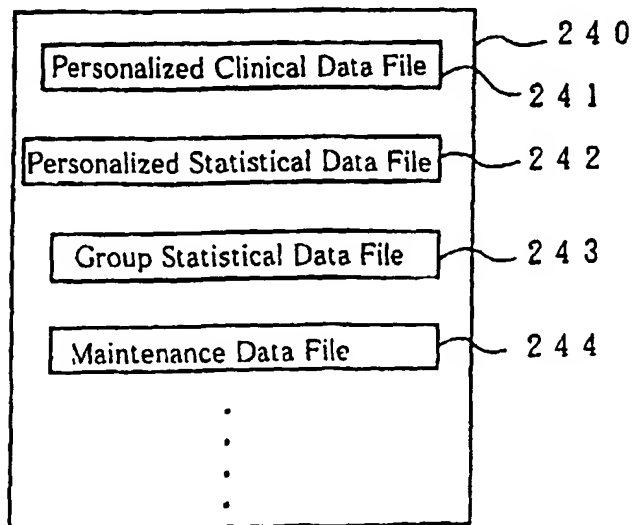 240
Personalized Clinical Data File
241
Personalized Statistical Data File 242
Group Statistical Data File 243
Maintenance Data File 244